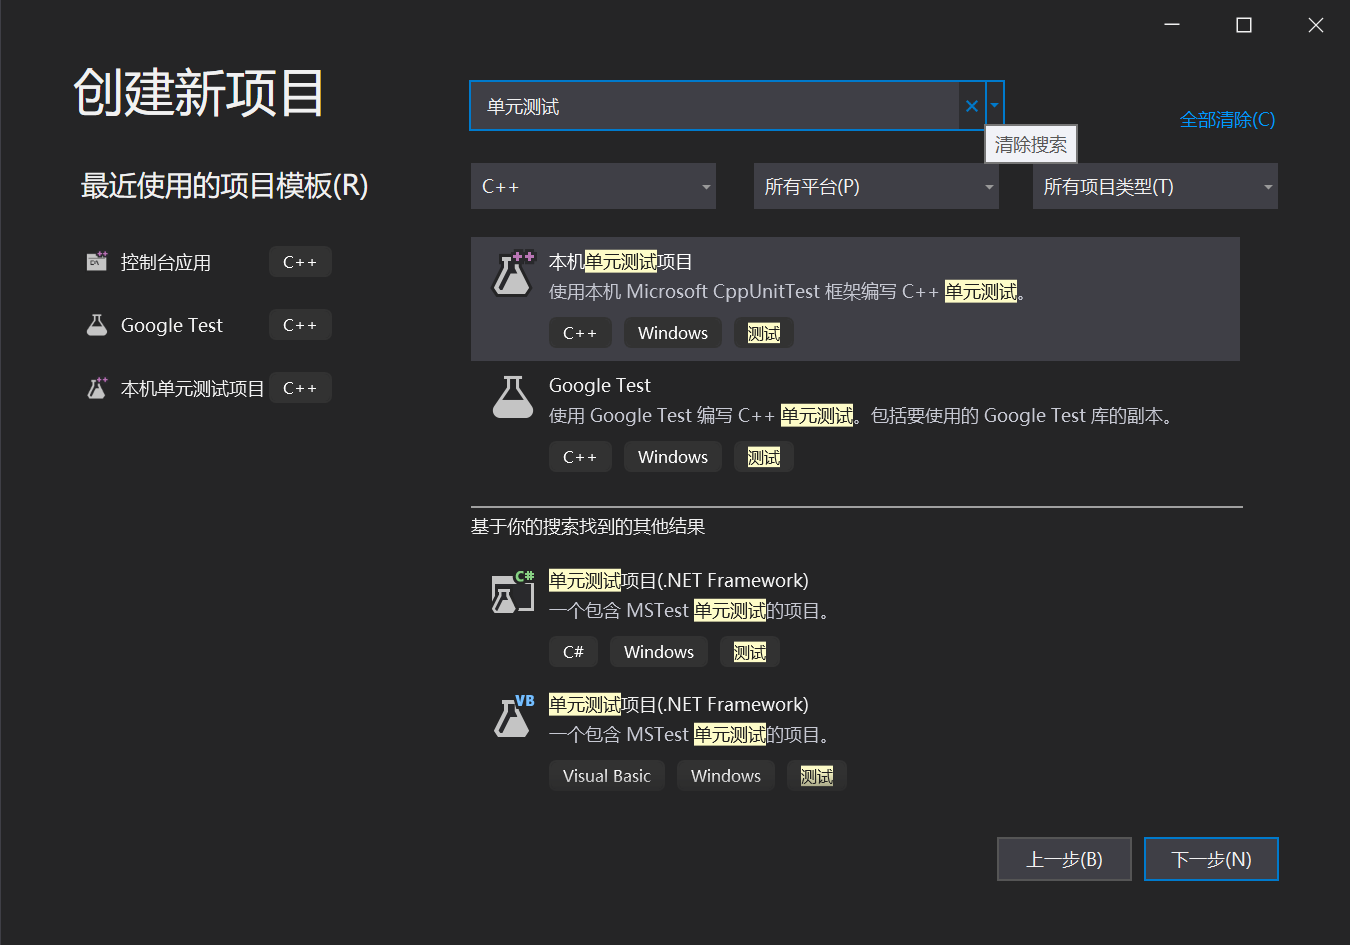 创建新项目
最近使用的项目模板(R)
控制台应用 C++
Google Test C++
本机单元测试项目 C++
单元测试
清除搜索
全部清除(C)
C++ 所有平台(P) 所有项目类型(T)
本机单元测试项目
使用本机 Microsoft CppUnitTest 框架编写 C++ 单元测试。
C++ Windows 测试
Google Test
使用 Google Test 编写 C++ 单元测试。包括要使用的 Google Test 库的副本。
C++ Windows 测试
基于你的搜索找到的其他结果
C#
单元测试项目(.NET Framework)
一个包含 MSTest 单元测试的项目。
C# Windows 测试
VB
单元测试项目(.NET Framework)
一个包含 MSTest 单元测试的项目。
Visual Basic Windows 测试
上一步(B) 下一步(N)